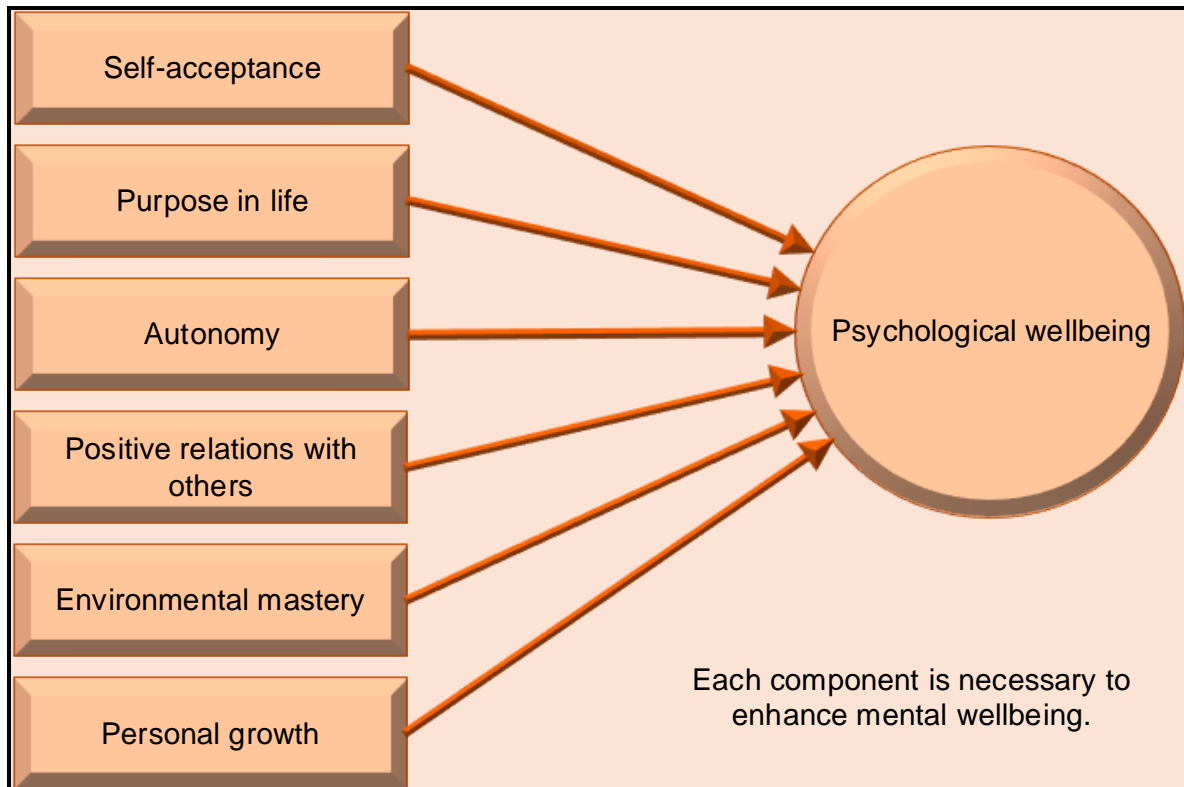 Self-acceptance
Purpose in life
Autonomy
Positive relations with
others
Environmental mastery
Personal growth
Psychological wellbeing
Each component is necessary to
enhance mental wellbeing.